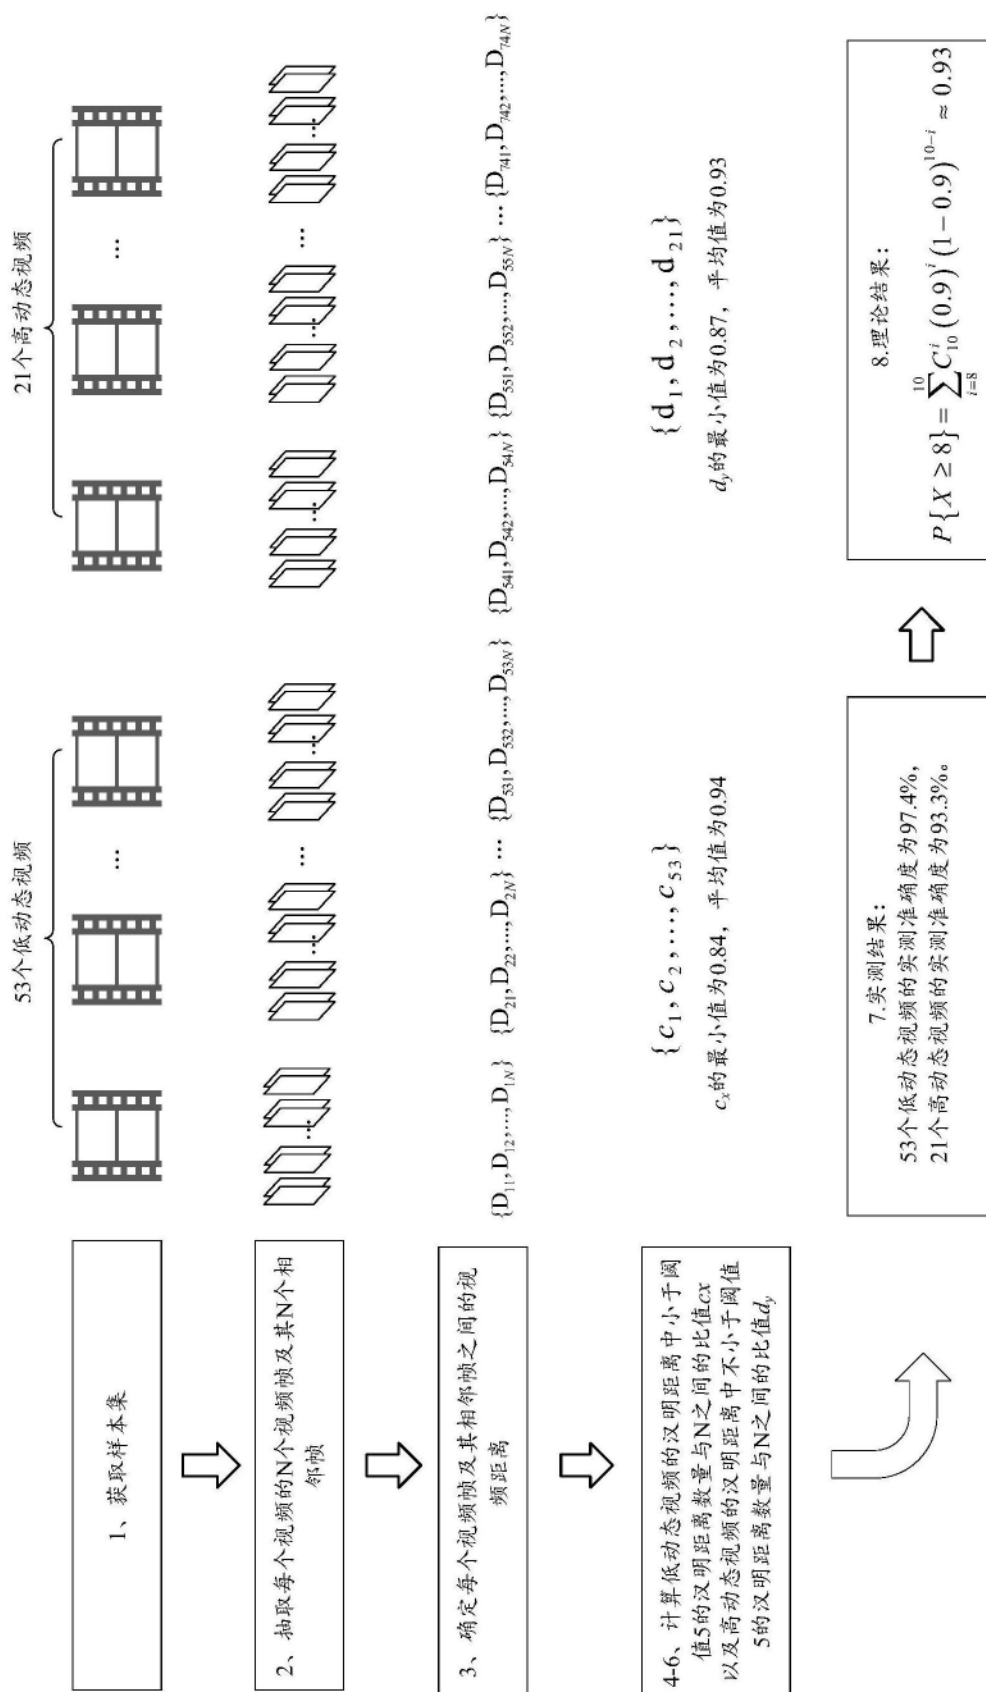 1、获取样本集
53个低动态视频
...
21个高动态视频
...
2、抽取每个视频的N个视频帧及其N个相
邻帧
...
...
...
...
...
...
...
...
3、确定每个视频帧及其相邻帧之间的视
频距离
{D₁₁,D₁₂,...,D₁N} {D₂₁,D₂₂,...,D₂N} ... {D₅₃₁,D₅₃₂,...,D₅₃N} {D₅₄₁,D₅₄₂,...,D₅₄N} {D₅₅₁,D₅₅₂,...,D₅₅N} ... {D₇₄₁,D₇₄₂,...,D₇₄N}
4-6、计算低动态视频的汉明距离中小于阈
值5的汉明距离数量与N之间的比值cx
以及高动态视频的汉明距离中不小于阈值
5的汉明距离数量与N之间的比值dy
{c₁,c₂,...,c₅₃}
cₓ的最小值为0.84，平均值为0.94
{d₁,d₂,...,d₂₁}
dy的最小值为0.87，平均值为0.93
7.实测结果：
53个低动态视频的实测准确度为97.4%，
21个高动态视频的实测准确度为93.3%。
8.理论结果：
P{X≥8}=∑_{i=8}^{10} C_{10}^{i}(0.9)^{i}(1−0.9)^{10−i}≈0.93